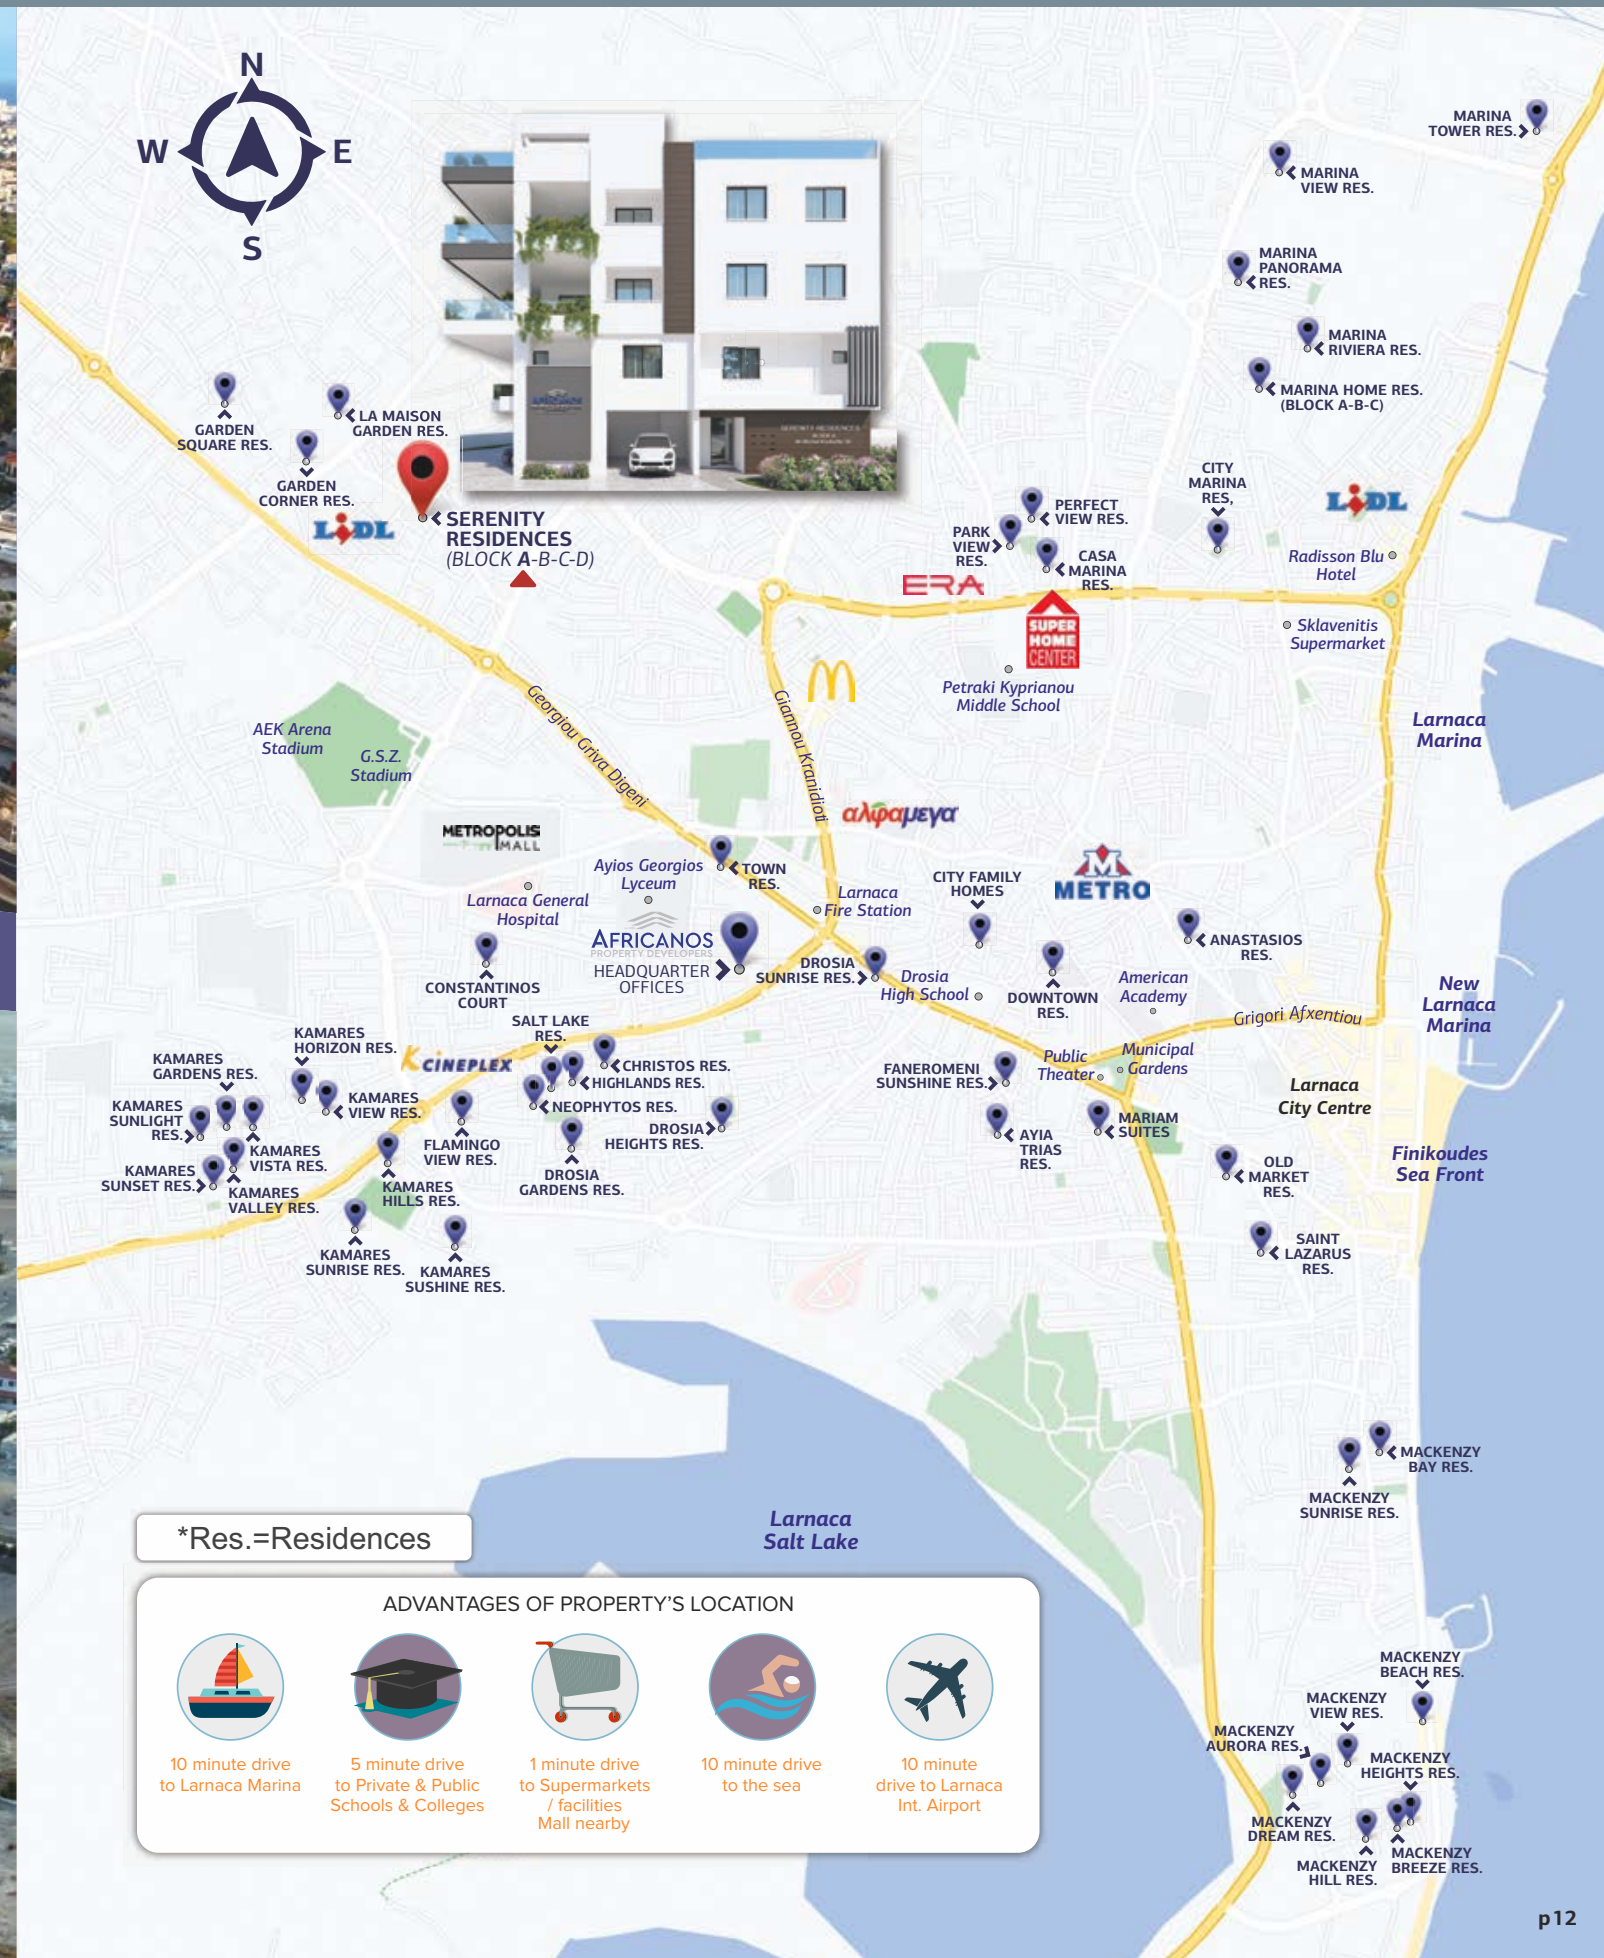 N
W
E
S
MARINA
TOWER RES.
MARINA
VIEW RES.
MARINA
PANORAMA
RES.
MARINA
RIVIERA RES.
MARINA HOME RES.
(BLOCK A-B-C)
GARDEN
SQUARE RES.
LA MAISON
GARDEN RES.
GARDEN
CORNER RES.
LIDL
SERENITY
RESIDENCES
(BLOCK A-B-C-D)
AFRICANOS
SERENITY RESIDENCES
CITY
MARINA
RES,
LIDL
PERFECT
VIEW RES.
PARK
VIEW
RES.
CASA
MARINA
RES.
Radisson Blu
Hotel
ERA
SUPER
HOME
CENTER
Sklavenitis
Supermarket
Petraki Kyprianou
Middle School
Georgiou Griva Digeni
Giannou Kranidioti
AEK Arena
Stadium
G.S.Z.
Stadium
Larnaca
Marina
αλφαμεγα
METROPOLIS
MALL
METRO
Ayios Georgios
Lyceum
TOWN
RES.
CITY FAMILY
HOMES
Larnaca General
Hospital
Larnaca
Fire Station
AFRICANOS
PROPERTY DEVELOPERS
HEADQUARTER
OFFICES
ANASTASIOS
RES.
CONSTANTINOS
COURT
DROSIA
SUNRISE RES.
Drosia
High School
DOWNTOWN
RES.
American
Academy
New
Larnaca
Marina
Grigori Afxentiou
SALT LAKE
RES.
KAMARES
HORIZON RES.
K CINEPLEX
CHRISTOS RES.
HIGHLANDS RES.
NEOPHYTOS RES.
KAMARES
GARDENS RES.
KAMARES
VIEW RES.
KAMARES
SUNLIGHT
RES.
FANEROMENI
SUNSHINE RES.
Public
Theater
Municipal
Gardens
Larnaca
City Centre
KAMARES
VISTA RES.
FLAMINGO
VIEW RES.
DROSIA
HEIGHTS RES.
AYIA
TRIAS
RES.
MARIAM
SUITES
KAMARES
SUNSET RES.
KAMARES
VALLEY RES.
KAMARES
HILLS RES.
DROSIA
GARDENS RES.
OLD
MARKET
RES.
Finikoudes
Sea Front
KAMARES
SUNRISE RES.
KAMARES
SUSHINE RES.
SAINT
LAZARUS
RES.
MACKENZY
BAY RES.
MACKENZY
SUNRISE RES.
Larnaca
Salt Lake
*Res.=Residences
ADVANTAGES OF PROPERTY'S LOCATION
10 minute drive
to Larnaca Marina
5 minute drive
to Private & Public
Schools & Colleges
1 minute drive
to Supermarkets
/ facilities
Mall nearby
10 minute drive
to the sea
10 minute
drive to Larnaca
Int. Airport
MACKENZY
BEACH RES.
MACKENZY
VIEW RES.
MACKENZY
AURORA RES.
MACKENZY
HEIGHTS RES.
MACKENZY
DREAM RES.
MACKENZY
HILL RES.
MACKENZY
BREEZE RES.
p12